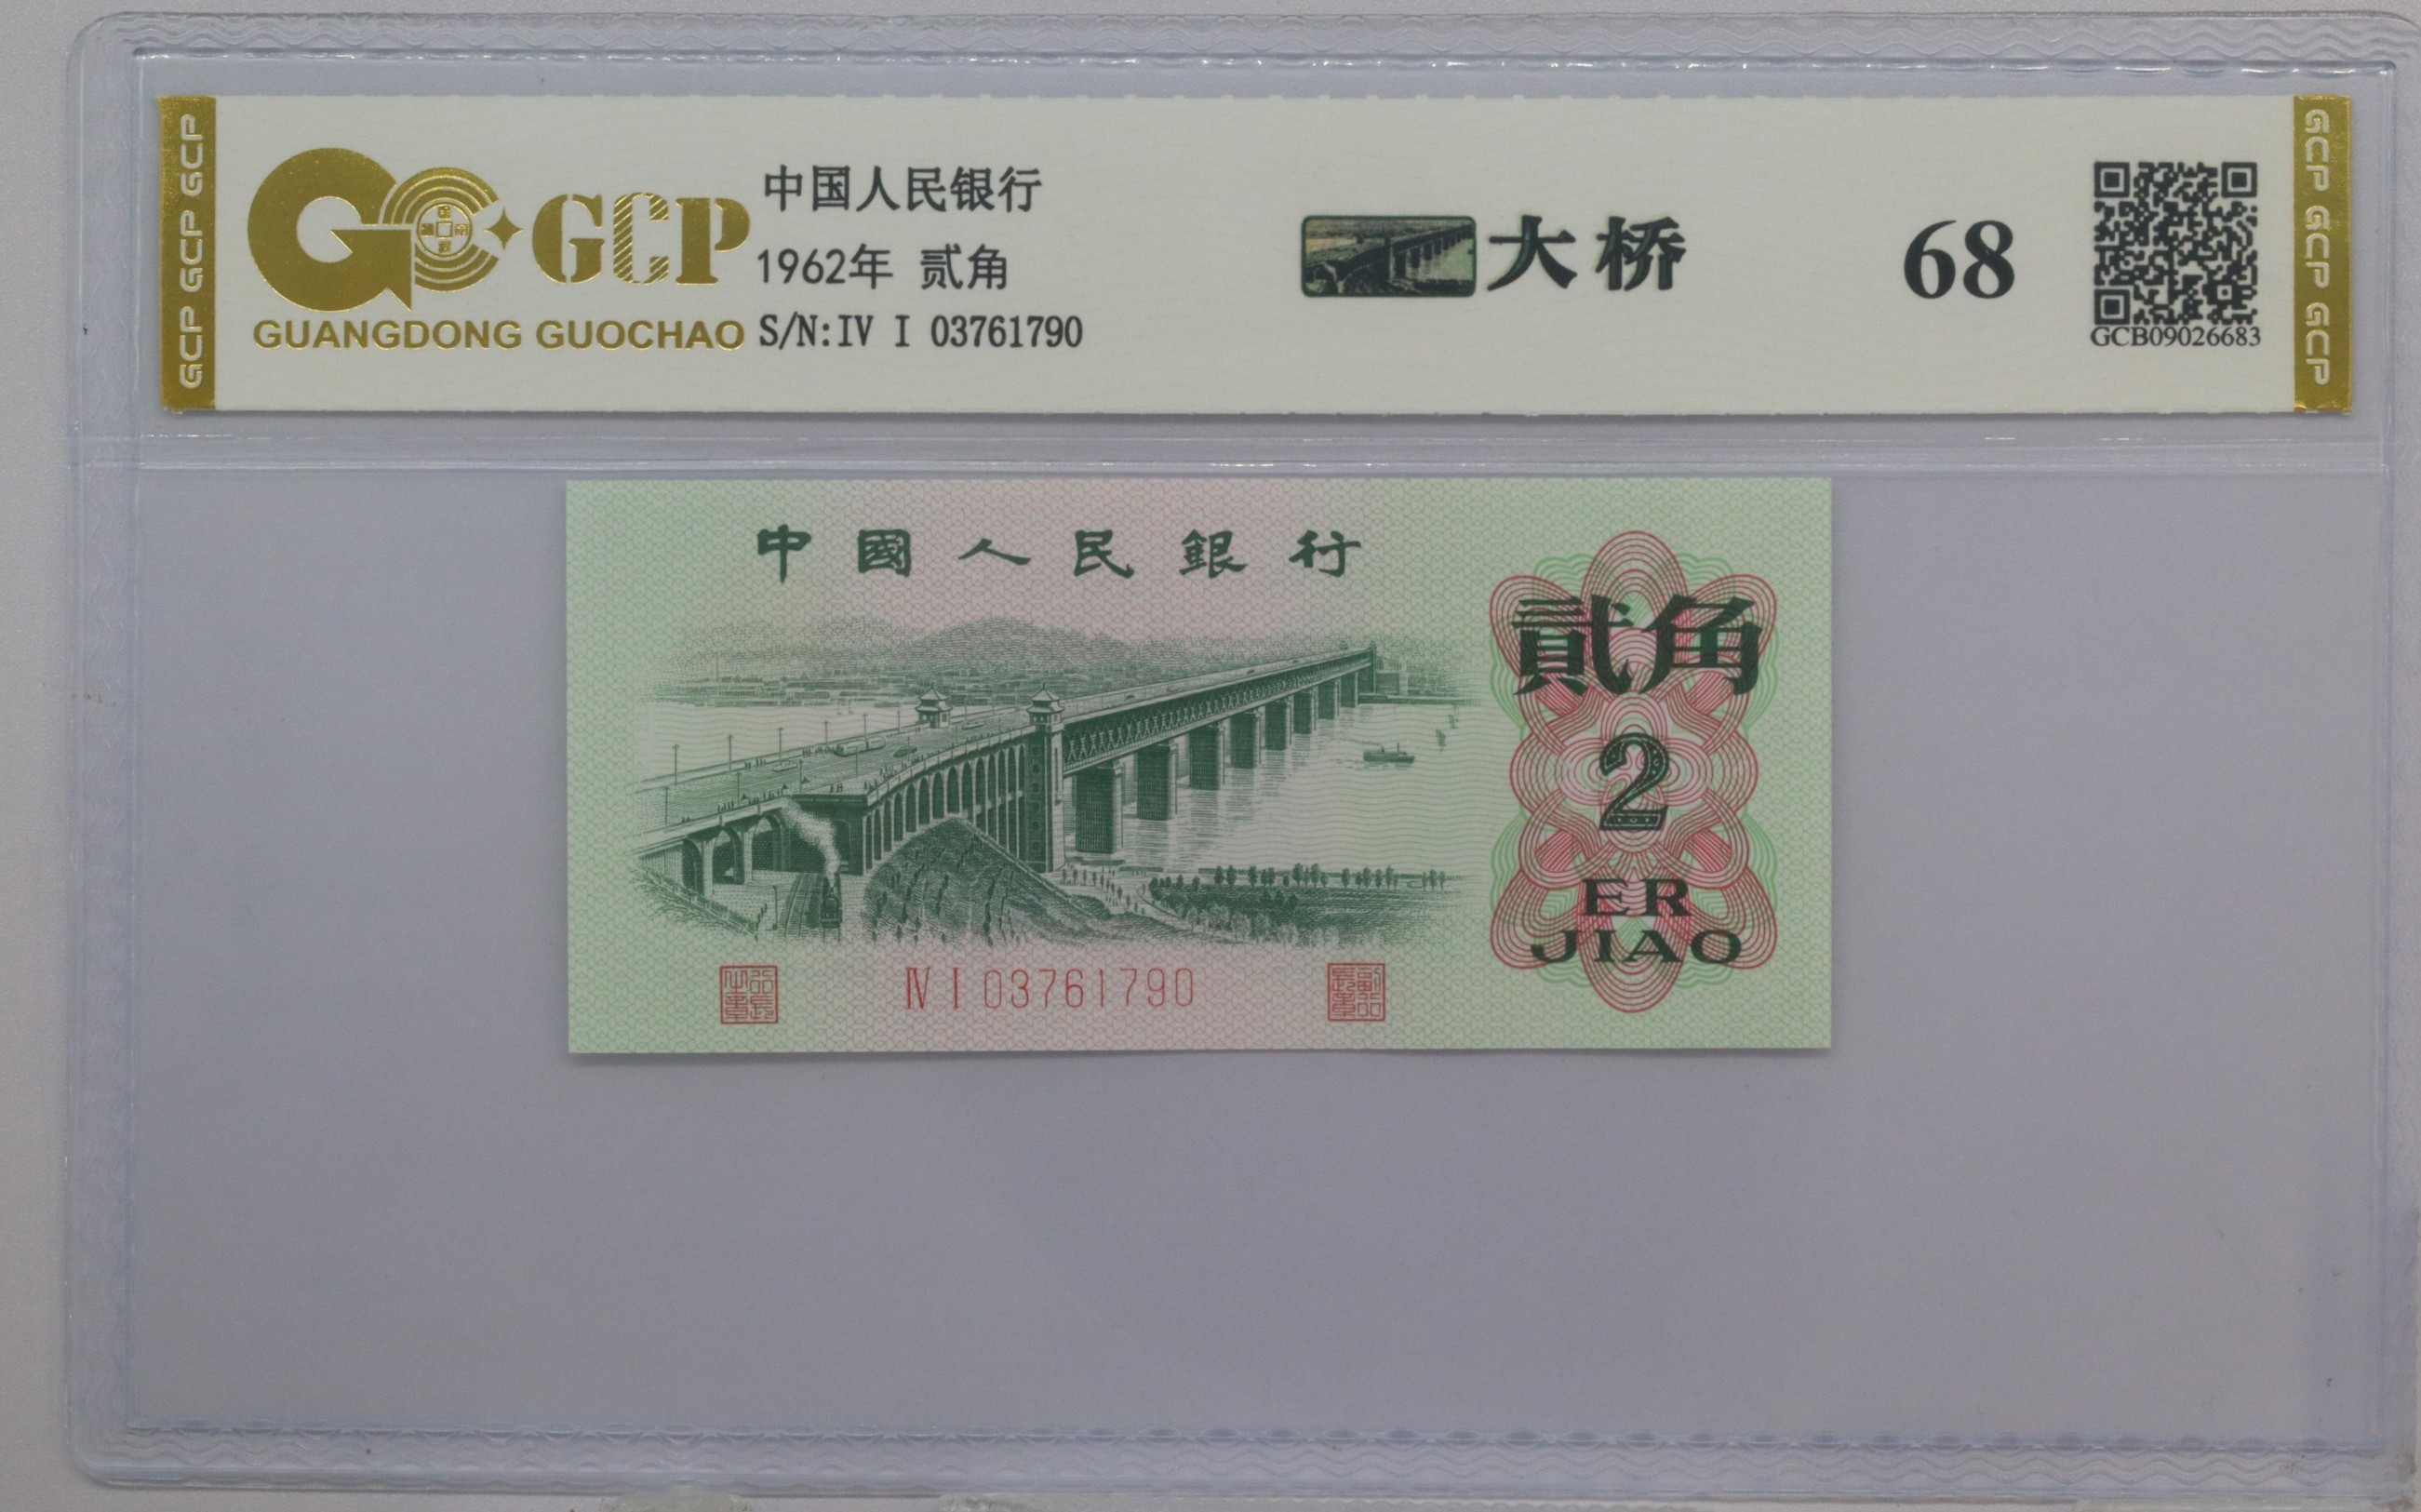 GCP GCP GCP
GCP
GUANGDONG GUOCHAO
中国人民银行
1962年 贰角
S/N:IV I 03761790
大桥
68
GCB09026683
GCP GCP GCP
中國人民銀行
貳角
2
ER
JIAO
Ⅳ Ⅰ 03761790